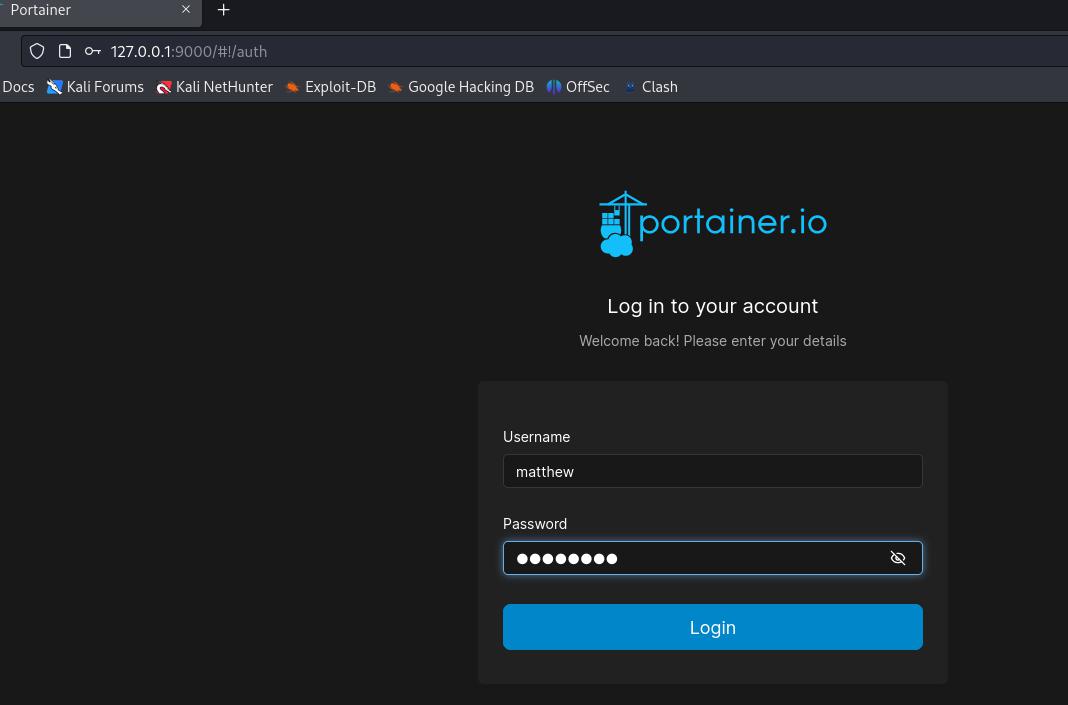 Portainer
127.0.0.1:9000/#!/auth
Docs Kali Forums Kali NetHunter Exploit-DB Google Hacking DB OffSec Clash
portainer.io
Log in to your account
Welcome back! Please enter your details
Username
matthew
Password
●●●●●●●●
Login